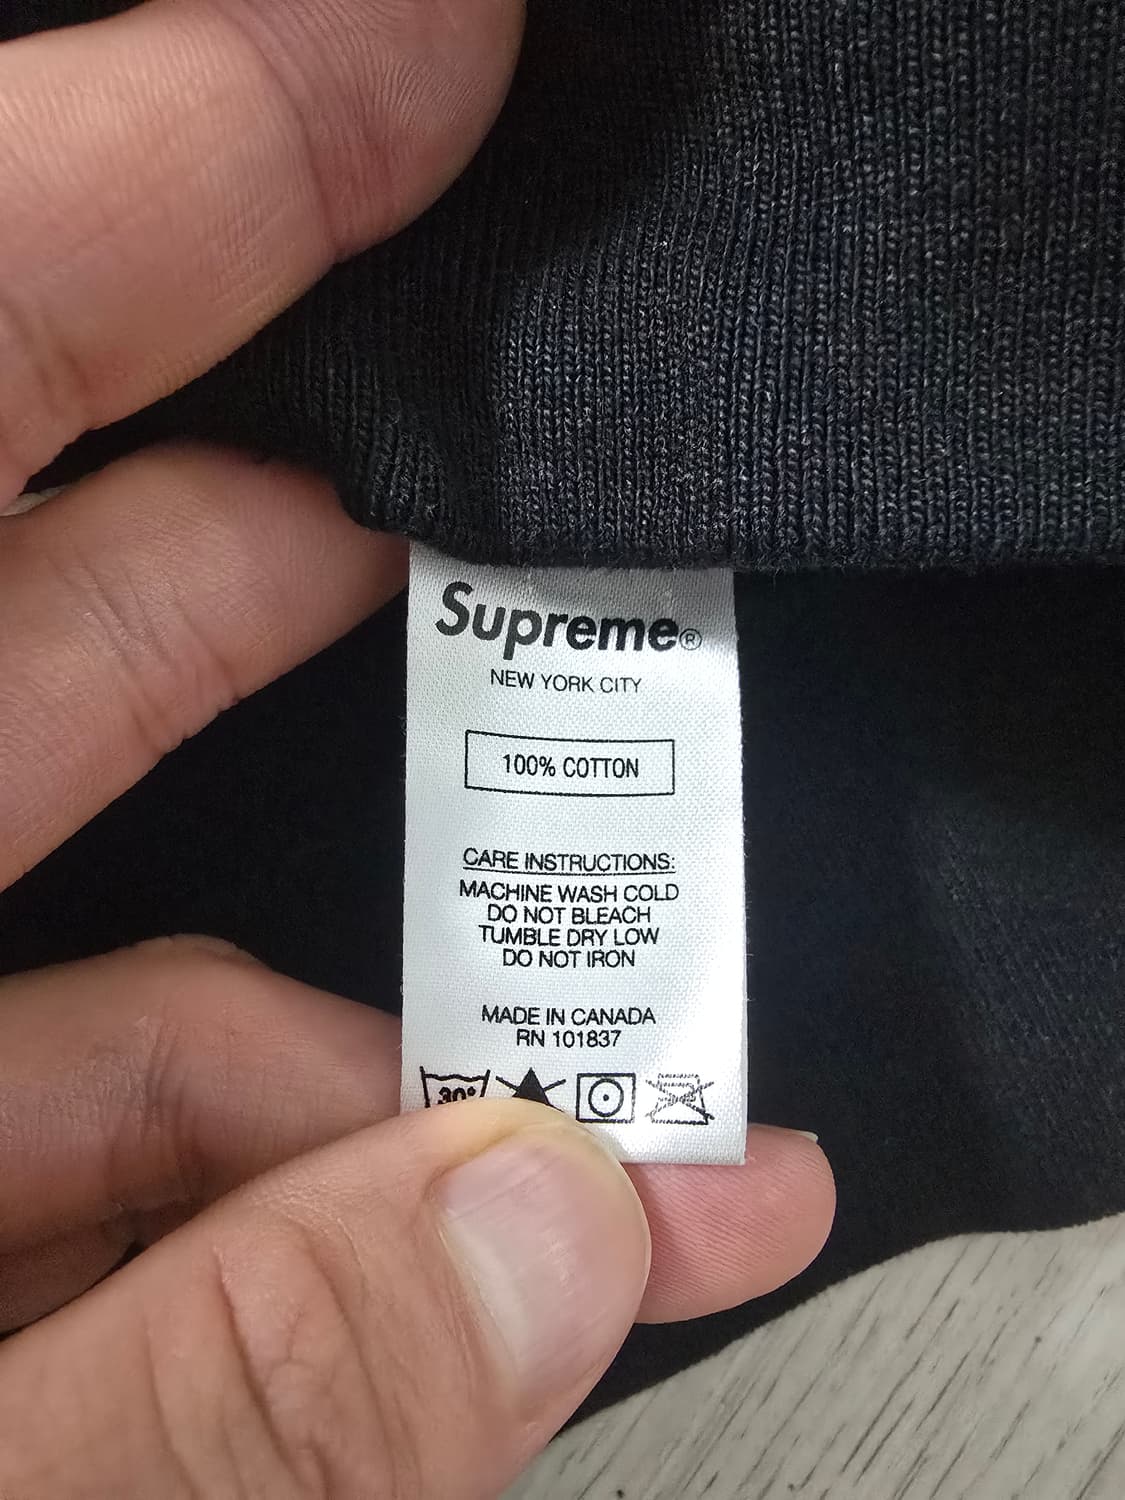 Supreme®
NEW YORK CITY
100% COTTON
CARE INSTRUCTIONS:
MACHINE WASH COLD
DO NOT BLEACH
TUMBLE DRY LOW
DO NOT IRON
MADE IN CANADA
RN 101837
30°